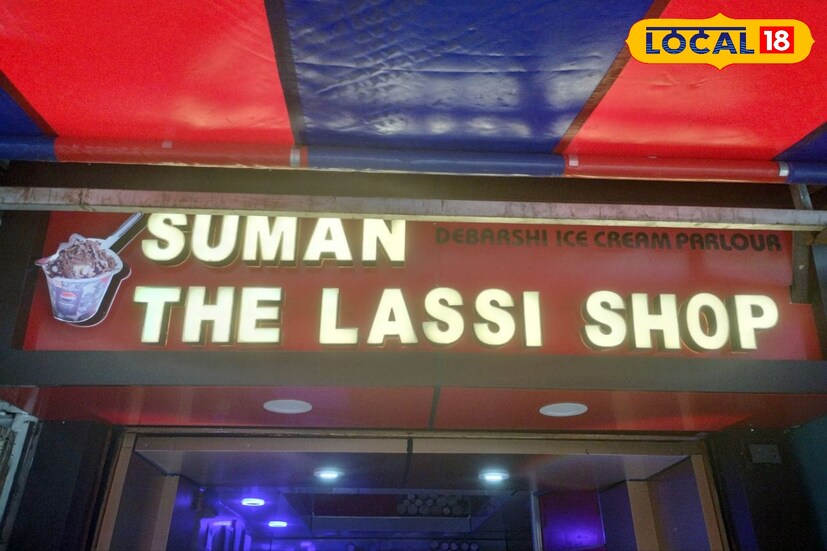 LOCAL 18
SUMAN DEBARSHI ICE CREAM PARLOUR
THE LASSI SHOP